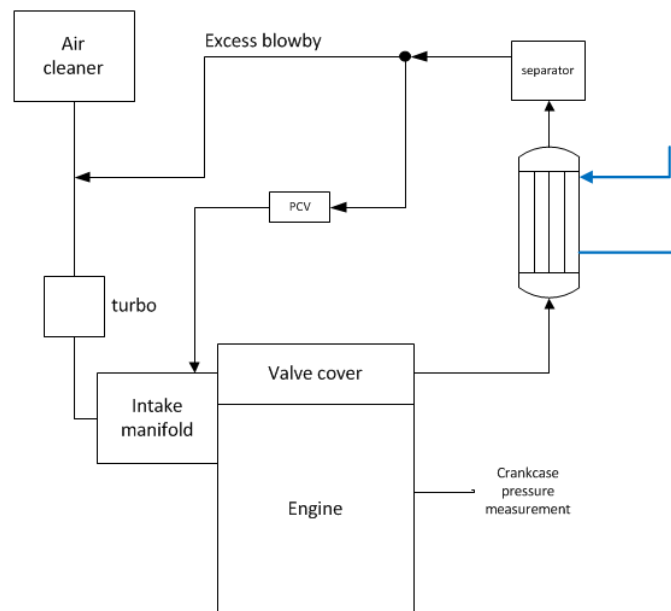 Air
cleaner
Excess blowby
separator
PCV
turbo
Valve cover
Intake
manifold
Crankcase
pressure
measurement
Engine